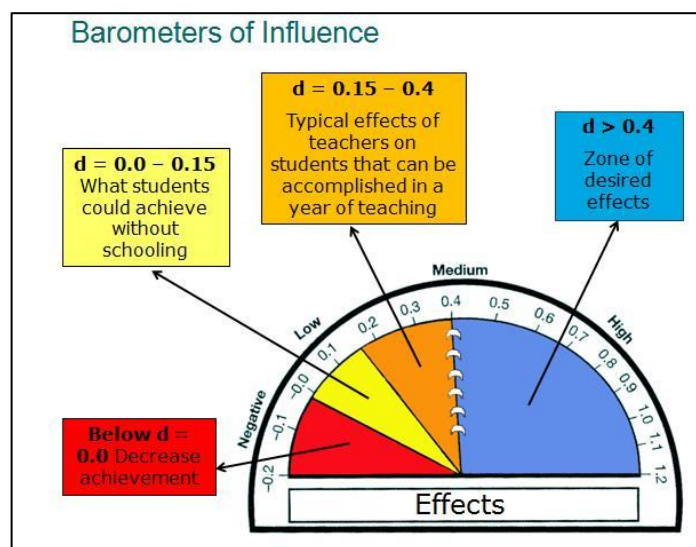 Barometers of Influence
d = 0.15 – 0.4
Typical effects of
teachers on
students that can be
accomplished in a
year of teaching
d > 0.4
Zone of
desired
effects
d = 0.0 – 0.15
What students
could achieve
without
schooling
Below d =
0.0 Decrease
achievement
Negative
Low
Medium
High
-0.2
-0.1
-0.0
0.1
0.2
0.3
0.4
0.5
0.6
0.7
0.8
0.9
1.0
1.1
1.2
Effects